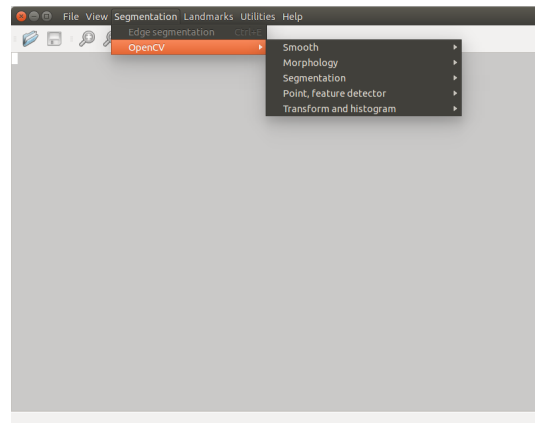 File View Segmentation Landmarks Utilities Help
Edge segmentation Ctrl+E
OpenCV
Smooth
Morphology
Segmentation
Point, feature detector
Transform and histogram